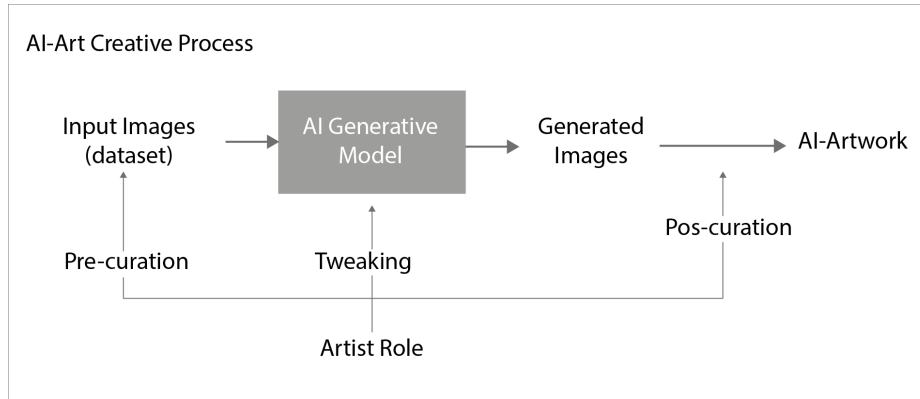 AI-Art Creative Process
Input Images
(dataset)
AI Generative
Model
Generated
Images
AI-Artwork
Pre-curation
Tweaking
Pos-curation
Artist Role